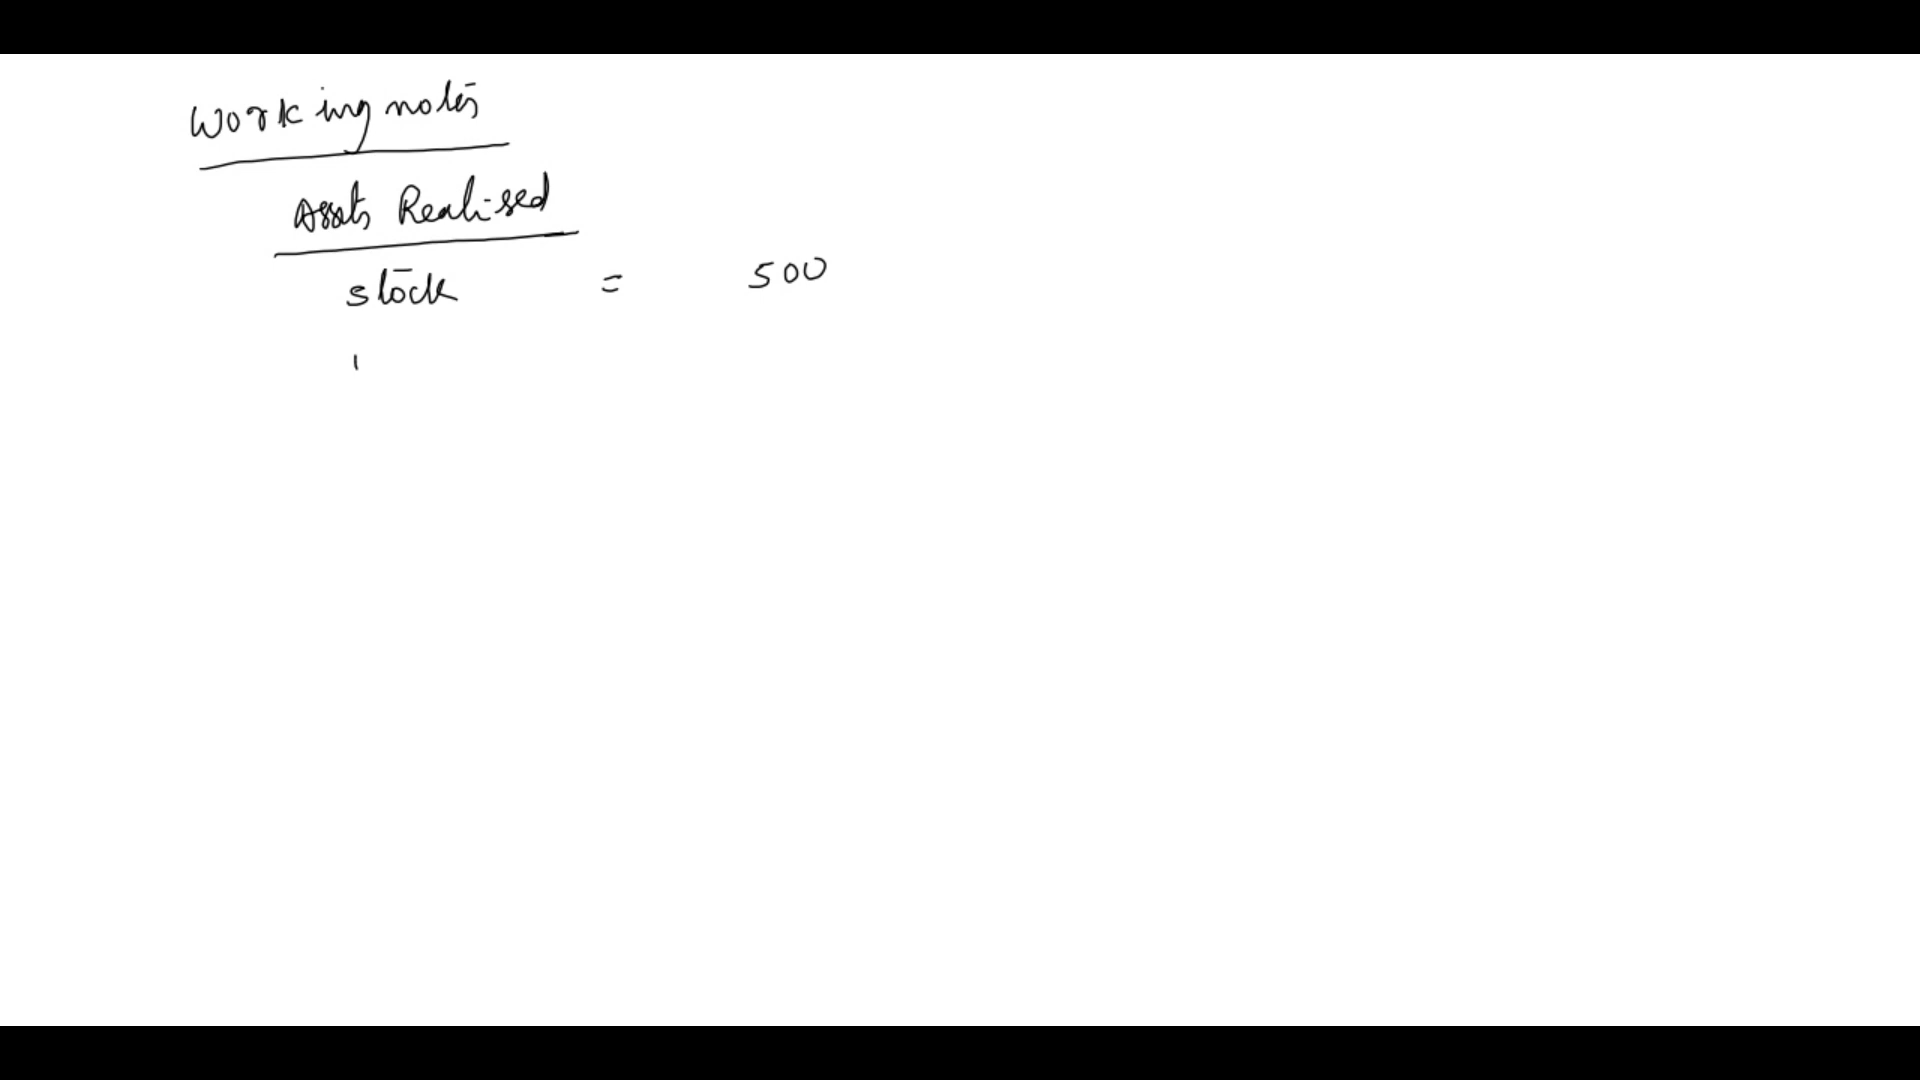 Working notes
Assets Realised
stock = 500